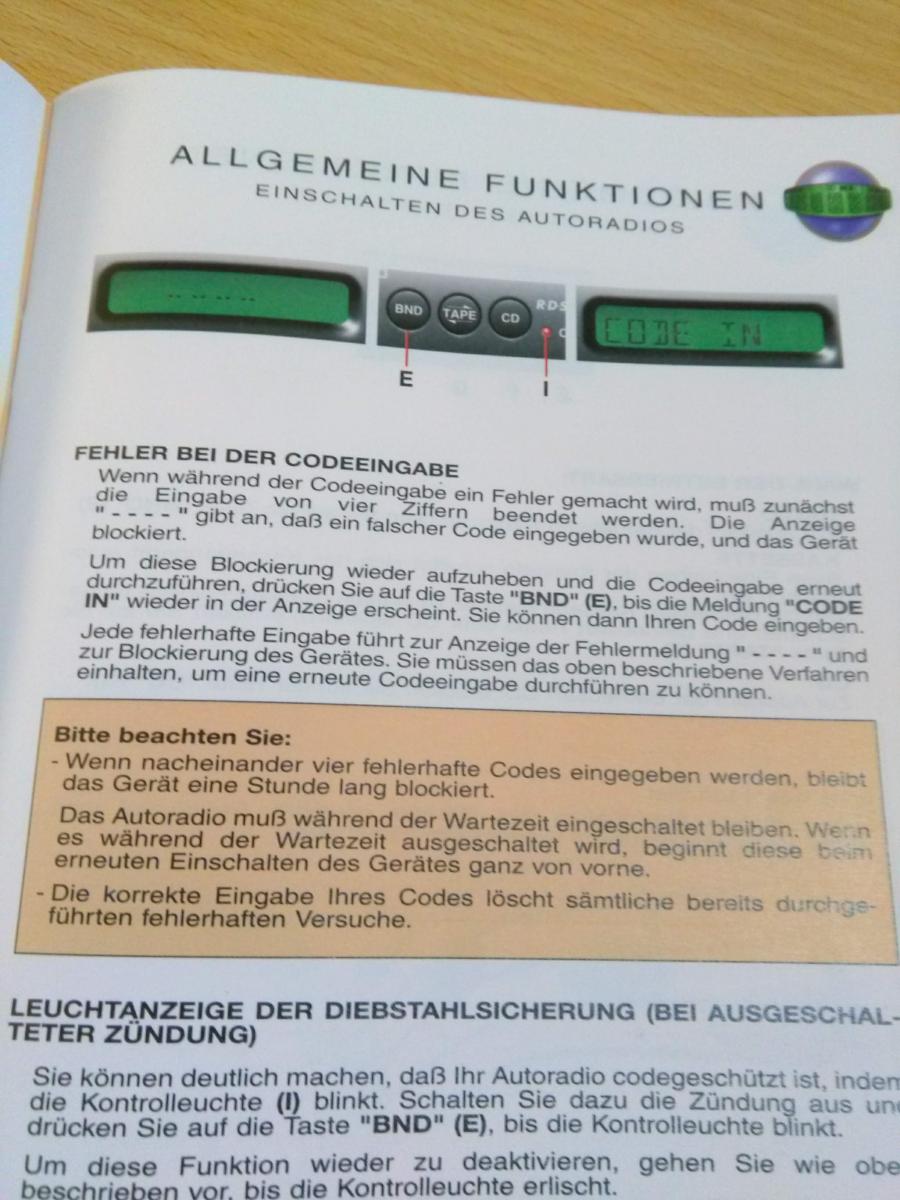 ALLGEMEINE FUNKTIONEN
EINSCHALTEN DES AUTORADIOS
- - - -
BND TAPE CD RDS
CODE IN
E I
FEHLER BEI DER CODEEINGABE
Wenn während der Codeeingabe ein Fehler gemacht wird, muß zunächst
die Eingabe von vier Ziffern beendet werden. Die Anzeige
" - - - - " gibt an, daß ein falscher Code eingegeben wurde, und das Gerät
blockiert.
Um diese Blockierung wieder aufzuheben und die Codeeingabe erneut
durchzuführen, drücken Sie auf die Taste "BND" (E), bis die Meldung "CODE
IN" wieder in der Anzeige erscheint. Sie können dann Ihren Code eingeben.
Jede fehlerhafte Eingabe führt zur Anzeige der Fehlermeldung " - - - - " und
zur Blockierung des Gerätes. Sie müssen das oben beschriebene Verfahren
einhalten, um eine erneute Codeeingabe durchführen zu können.
Bitte beachten Sie:
- Wenn nacheinander vier fehlerhafte Codes eingegeben werden, bleibt
das Gerät eine Stunde lang blockiert.
Das Autoradio muß während der Wartezeit eingeschaltet bleiben. Wenn
es während der Wartezeit ausgeschaltet wird, beginnt diese beim
erneuten Einschalten des Gerätes ganz von vorne.
- Die korrekte Eingabe Ihres Codes löscht sämtliche bereits durchge-
führten fehlerhaften Versuche.
LEUCHTANZEIGE DER DIEBSTAHLSICHERUNG (BEI AUSGESCHAL-
TETER ZÜNDUNG)
Sie können deutlich machen, daß Ihr Autoradio codegeschützt ist, indem
die Kontrolleuchte (I) blinkt. Schalten Sie dazu die Zündung aus und
drücken Sie auf die Taste "BND" (E), bis die Kontrolleuchte blinkt.
Um diese Funktion wieder zu deaktivieren, gehen Sie wie obe
beschrieben vor, bis die Kontrolleuchte erlischt.